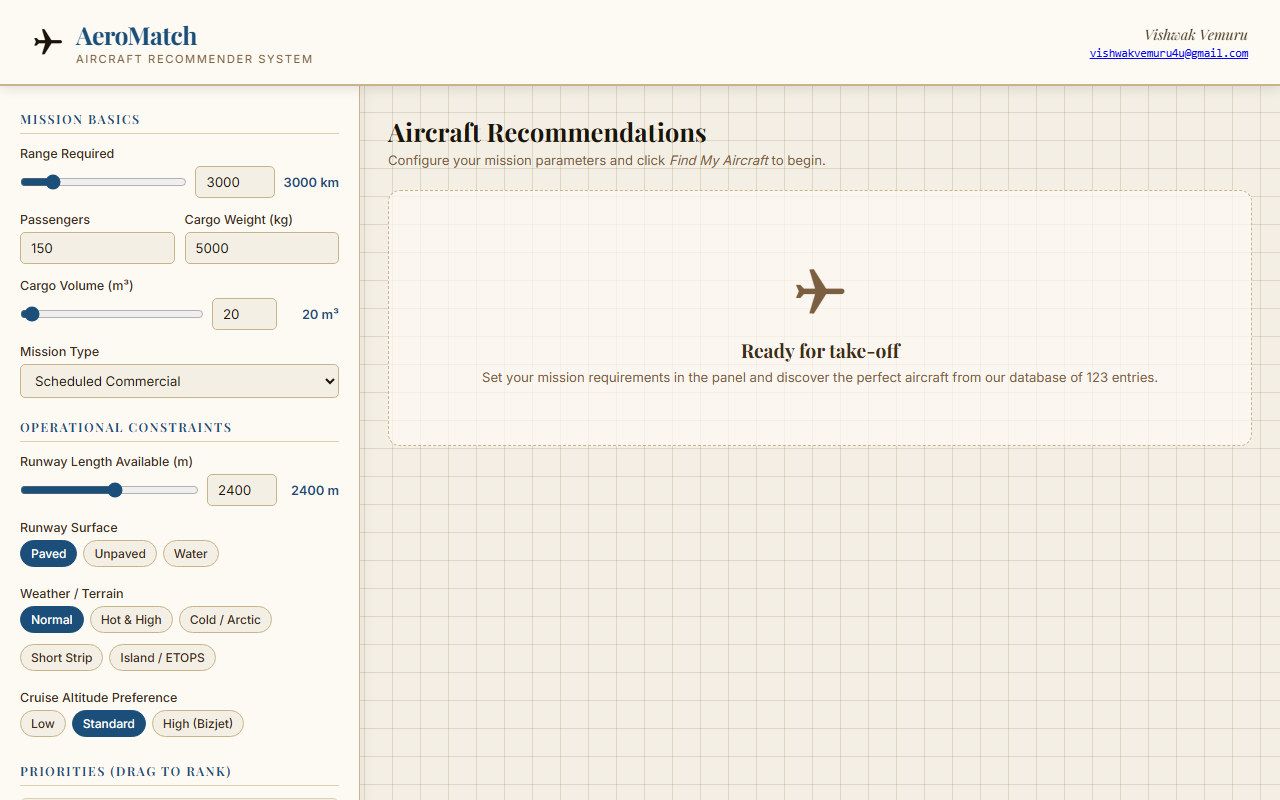 AeroMatch
AIRCRAFT RECOMMENDER SYSTEM
Vishwak Vemuru
vishwakvemuru4u@gmail.com
MISSION BASICS
Range Required
3000 3000 km
Passengers Cargo Weight (kg)
150 5000
Cargo Volume (m³)
20 20 m³
Mission Type
Scheduled Commercial
OPERATIONAL CONSTRAINTS
Runway Length Available (m)
2400 2400 m
Runway Surface
Paved Unpaved Water
Weather / Terrain
Normal Hot & High Cold / Arctic
Short Strip Island / ETOPS
Cruise Altitude Preference
Low Standard High (Bizjet)
PRIORITIES (DRAG TO RANK)
Aircraft Recommendations
Configure your mission parameters and click Find My Aircraft to begin.
Ready for take-off
Set your mission requirements in the panel and discover the perfect aircraft from our database of 123 entries.